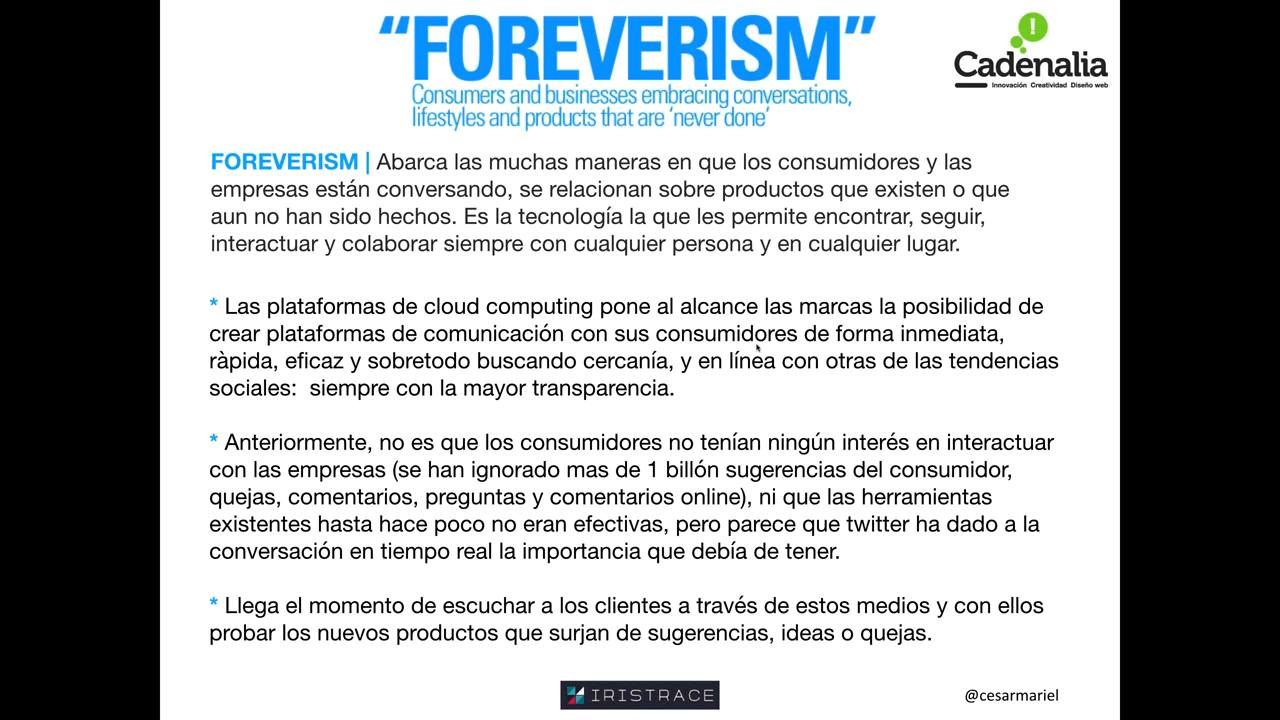 “FOREVERISM”
Consumers and businesses embracing conversations,
lifestyles and products that are ‘never done’
!
Cadenalia
Innovación Creatividad Diseño web
FOREVERISM | Abarca las muchas maneras en que los consumidores y las
empresas están conversando, se relacionan sobre productos que existen o que
aun no han sido hechos. Es la tecnología la que les permite encontrar, seguir,
interactuar y colaborar siempre con cualquier persona y en cualquier lugar.
* Las plataformas de cloud computing pone al alcance las marcas la posibilidad de
crear plataformas de comunicación con sus consumidores de forma inmediata,
ràpida, eficaz y sobretodo buscando cercanía, y en línea con otras de las tendencias
sociales:  siempre con la mayor transparencia.
* Anteriormente, no es que los consumidores no tenían ningún interés en interactuar
con las empresas (se han ignorado mas de 1 billón sugerencias del consumidor,
quejas, comentarios, preguntas y comentarios online), ni que las herramientas
existentes hasta hace poco no eran efectivas, pero parece que twitter ha dado a la
conversación en tiempo real la importancia que debía de tener.
* Llega el momento de escuchar a los clientes a través de estos medios y con ellos
probar los nuevos productos que surjan de sugerencias, ideas o quejas.
IRISTRACE
@cesarmariel